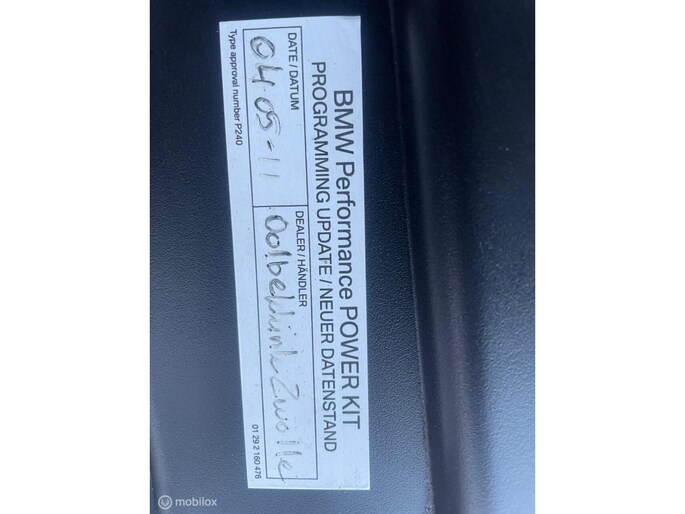 BMW Performance POWER KIT
PROGRAMMING UPDATE / NEUER DATENSTAND
DATE / DATUM
04-05-11
DEALER / HÄNDLER
Oolbekkink Zwolle
Type approval number P240
01 29 2 160 476
mobilox